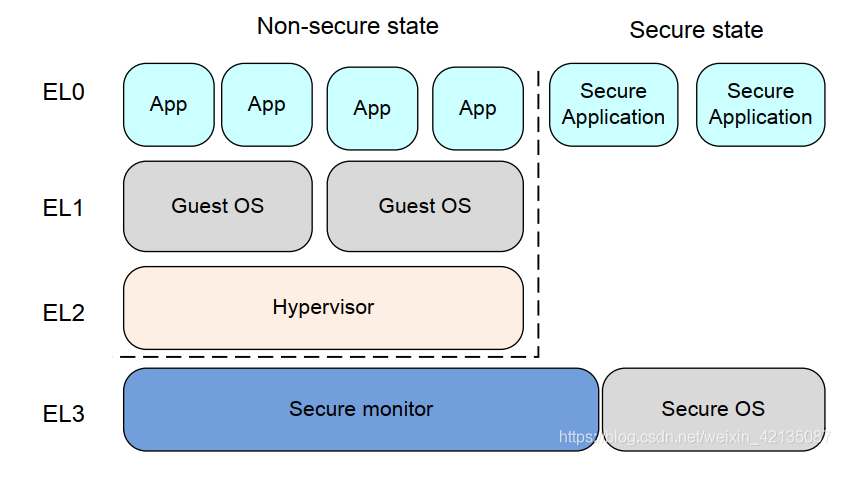 Non-secure state
Secure state
EL0
App
App
App
App
Secure
Application
Secure
Application
EL1
Guest OS
Guest OS
EL2
Hypervisor
EL3
Secure monitor
Secure OS
https://blog.csdn.net/weixin_42135087